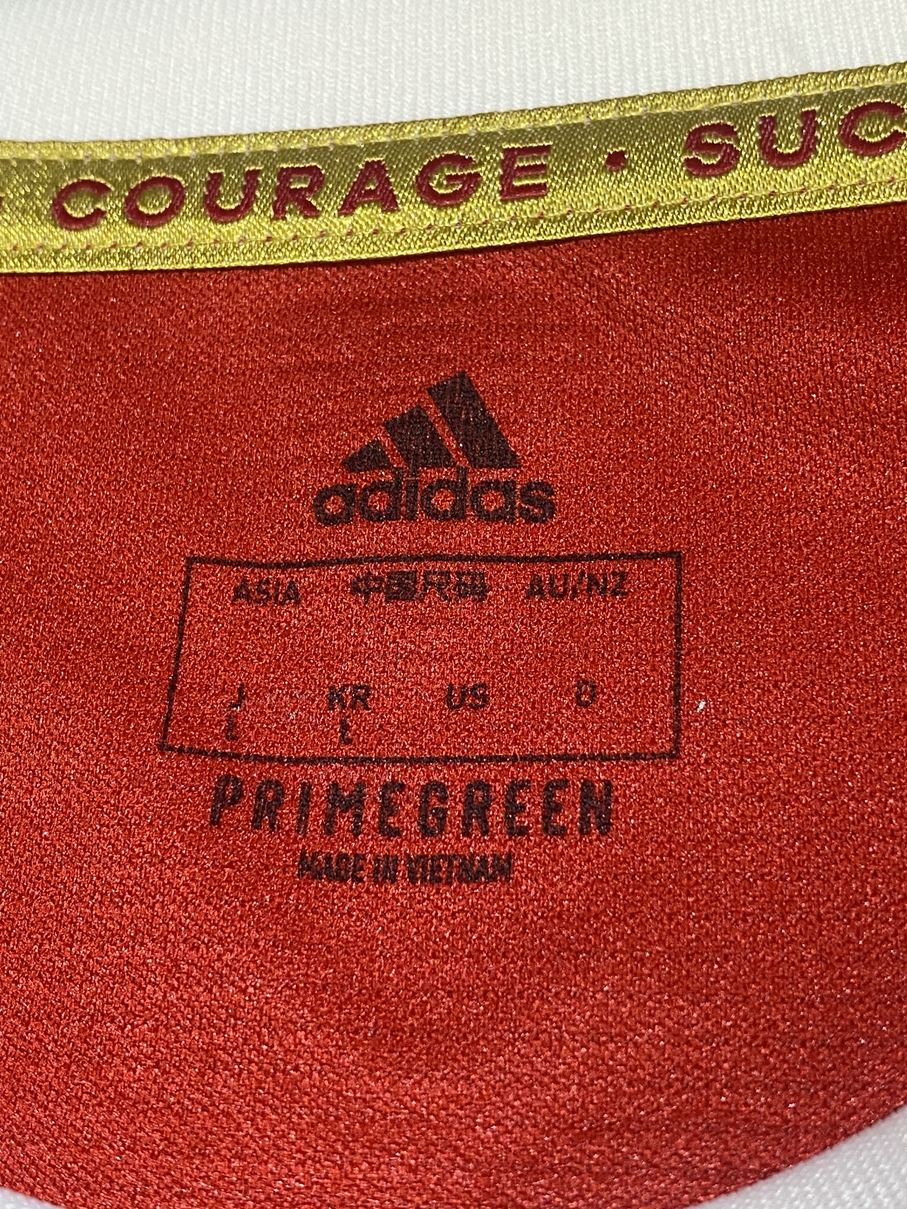 COURAGE • SUC
adidas
ASIA 中国尺码 AU/NZ
J KR US
L L
PRIMEGREEN
MADE IN VIETNAM